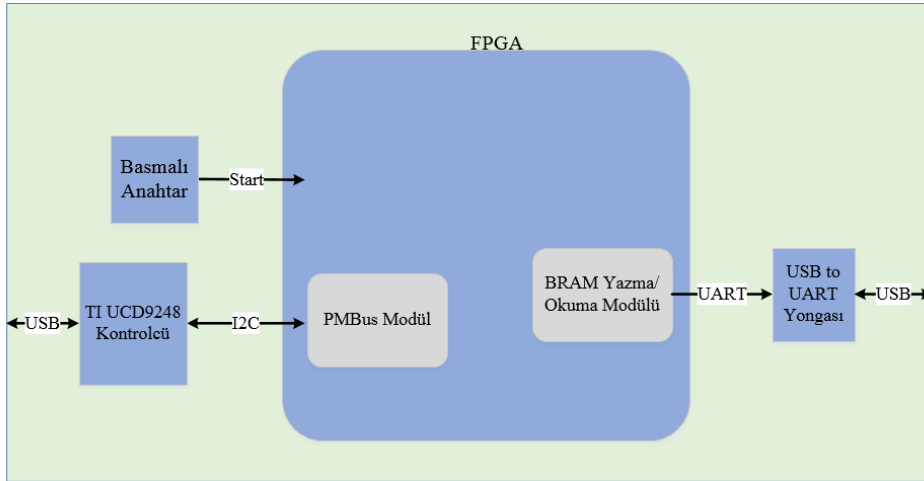 FPGA
Basmalı
Anahtar
Start
BRAM Yazma/
Okuma Modülü
UART
USB to
UART
Yongası
USB
USB
TI UCD9248
Kontrolcü
I2C
PMBus Modül